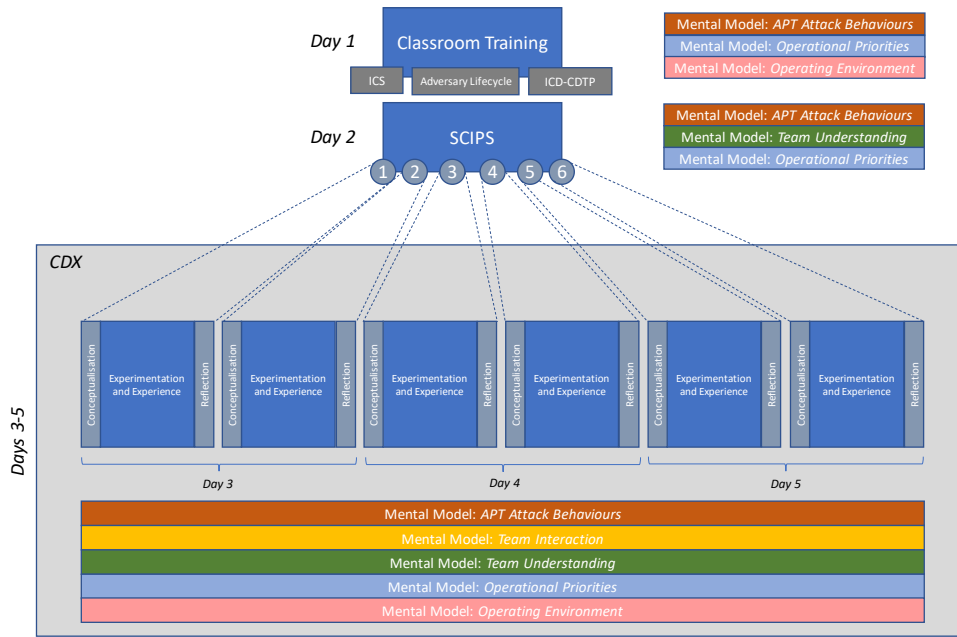 Day 1
Classroom Training
ICS
Adversary Lifecycle
ICD-CDTP
Mental Model: APT Attack Behaviours
Mental Model: Operational Priorities
Mental Model: Operating Environment
Day 2
SCIPS
1
2
3
4
5
6
Mental Model: APT Attack Behaviours
Mental Model: Team Understanding
Mental Model: Operational Priorities
CDX
Days 3-5
Conceptualisation
Experimentation
and Experience
Reflection
Conceptualisation
Experimentation
and Experience
Reflection
Conceptualisation
Experimentation
and Experience
Reflection
Conceptualisation
Experimentation
and Experience
Reflection
Conceptualisation
Experimentation
and Experience
Reflection
Conceptualisation
Experimentation
and Experience
Reflection
Day 3
Day 4
Day 5
Mental Model: APT Attack Behaviours
Mental Model: Team Interaction
Mental Model: Team Understanding
Mental Model: Operational Priorities
Mental Model: Operating Environment